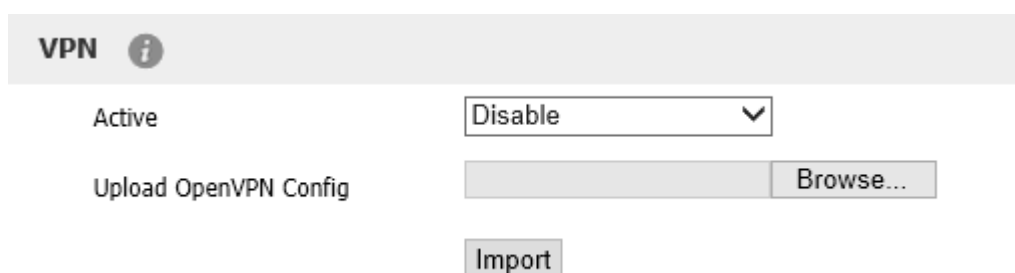 VPN
Active Disable
Upload OpenVPN Config Browse...
Import